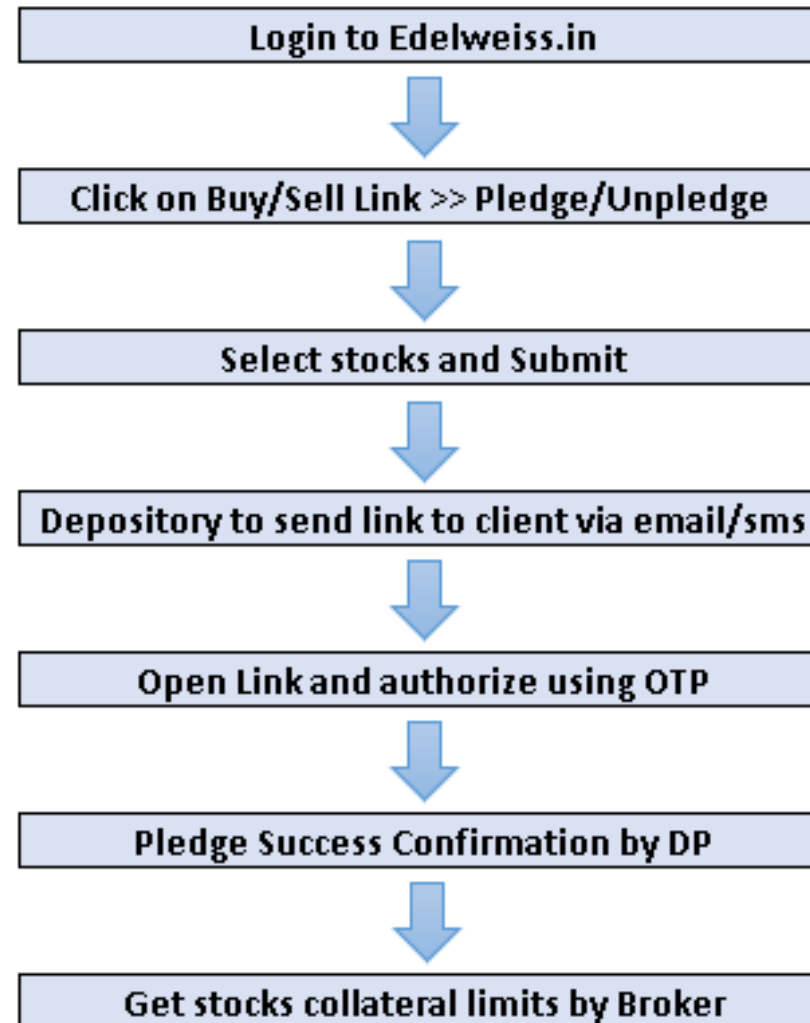 Login to Edelweiss.in
Click on Buy/Sell Link >> Pledge/Unpledge
Select stocks and Submit
Depository to send link to client via email/sms
Open Link and authorize using OTP
Pledge Success Confirmation by DP
Get stocks collateral limits by Broker